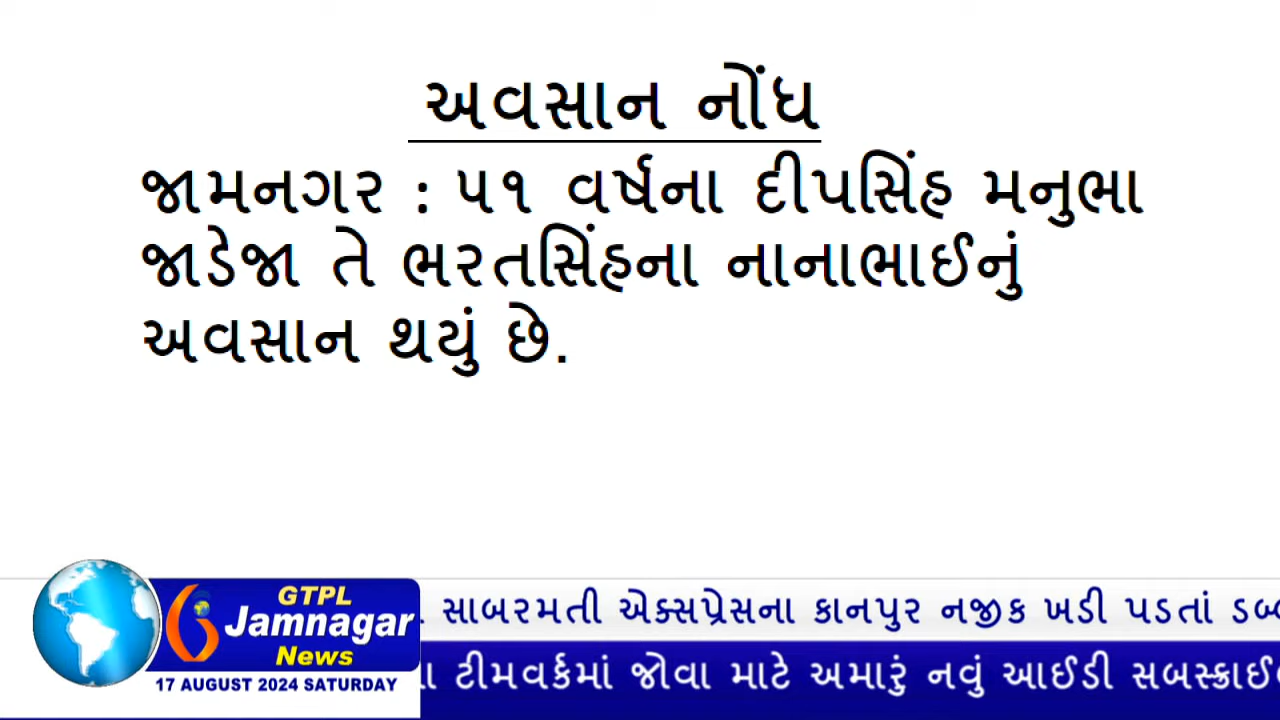 અવસાન નોંધ
જામનગર : ૫૧ વર્ષના દીપસિંહ મનુભા
જાડેજા તે ભરતસિંહના નાનાભાઈનું
અવસાન થયું છે.
GTPL
Jamnagar
News
17 AUGUST 2024 SATURDAY
સાબરમતી એક્સપ્રેસના કાનપુર નજીક ખડી પડતાં
ટીમવર્કમાં જોવા માટે અમારું નવું આઈડી